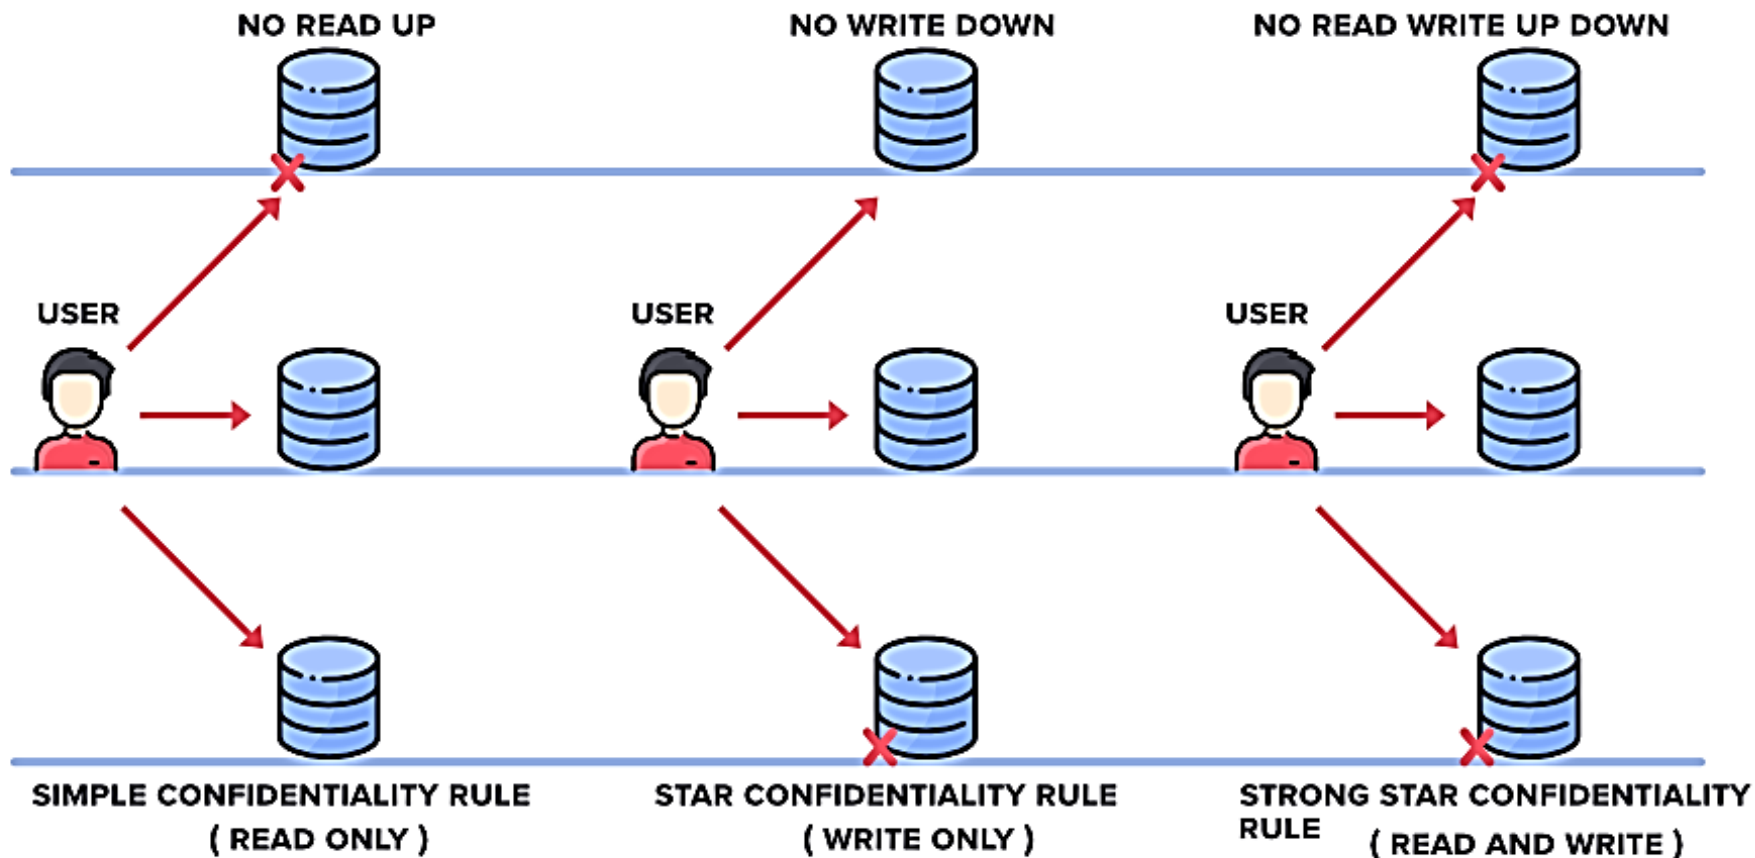 NO READ UP
NO WRITE DOWN
NO READ WRITE UP DOWN
USER
USER
USER
SIMPLE CONFIDENTIALITY RULE
( READ ONLY )
STAR CONFIDENTIALITY RULE
( WRITE ONLY )
STRONG STAR CONFIDENTIALITY
RULE
( READ AND WRITE )